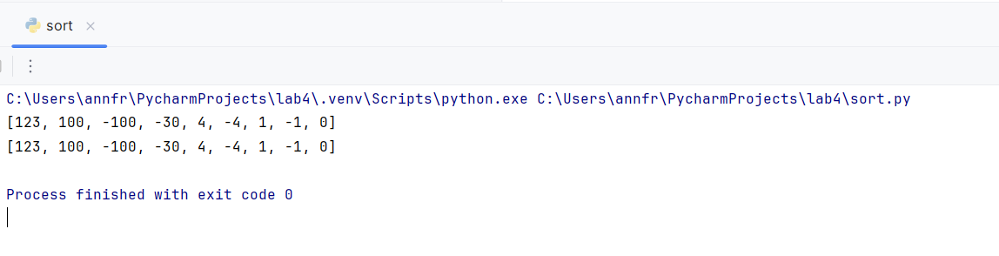 sort
C:\Users\annfr\PycharmProjects\lab4\.venv\Scripts\python.exe C:\Users\annfr\PycharmProjects\lab4\sort.py
[123, 100, -100, -30, 4, -4, 1, -1, 0]
[123, 100, -100, -30, 4, -4, 1, -1, 0]
Process finished with exit code 0